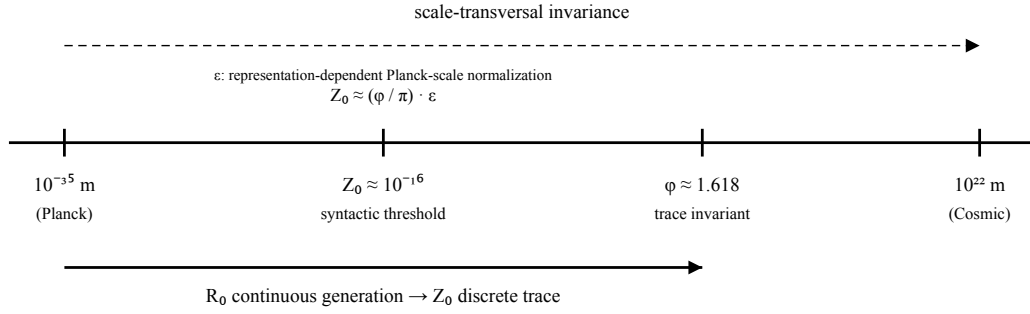 scale-transversal invariance
ε: representation-dependent Planck-scale normalization
Z₀ ≈ (φ / π) · ε
10⁻³⁵ m
(Planck)
Z₀ ≈ 10⁻¹⁶
syntactic threshold
φ ≈ 1.618
trace invariant
10²² m
(Cosmic)
R₀ continuous generation → Z₀ discrete trace